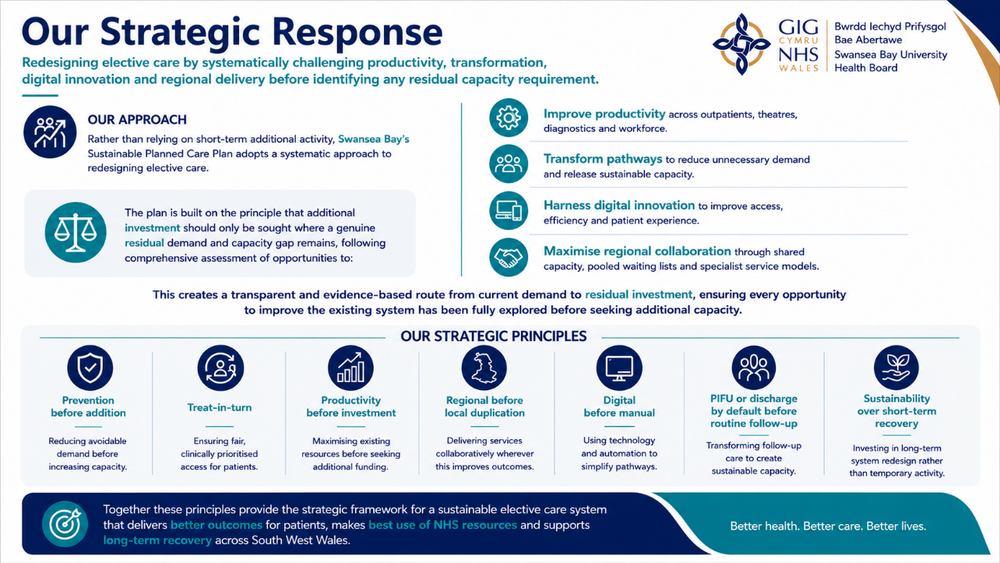 Our Strategic Response
Redesigning elective care by systematically challenging productivity, transformation,
digital innovation and regional delivery before identifying any residual capacity requirement.
GIG
CYMRU
NHS
WALES
Bwrdd Iechyd Prifysgol
Bae Abertawe
Swansea Bay University
Health Board
OUR APPROACH
Rather than relying on short-term additional activity, Swansea Bay's
Sustainable Planned Care Plan adopts a systematic approach to
redesigning elective care.
The plan is built on the principle that additional
investment should only be sought where a genuine
residual demand and capacity gap remains, following
comprehensive assessment of opportunities to:
Improve productivity across outpatients, theatres,
diagnostics and workforce.
Transform pathways to reduce unnecessary demand
and release sustainable capacity.
Harness digital innovation to improve access,
efficiency and patient experience.
Maximise regional collaboration through shared
capacity, pooled waiting lists and specialist service models.
This creates a transparent and evidence-based route from current demand to residual investment, ensuring every opportunity
to improve the existing system has been fully explored before seeking additional capacity.
OUR STRATEGIC PRINCIPLES
Prevention
before addition
Reducing avoidable
demand before
increasing capacity.
Treat-in-turn
Ensuring fair,
clinically prioritised
access for patients.
Productivity
before investment
Maximising existing
resources before seeking
additional funding.
Regional before
local duplication
Delivering services
collaboratively wherever
this improves outcomes.
Digital
before manual
Using technology
and automation to
simplify pathways.
PIFU or discharge
by default before
routine follow-up
Transforming follow-up
care to create
sustainable capacity.
Sustainability
over short-term
recovery
Investing in long-term
system redesign rather
than temporary activity.
Together these principles provide the strategic framework for a sustainable elective care system
that delivers better outcomes for patients, makes best use of NHS resources and supports
long-term recovery across South West Wales.
Better health. Better care. Better lives.